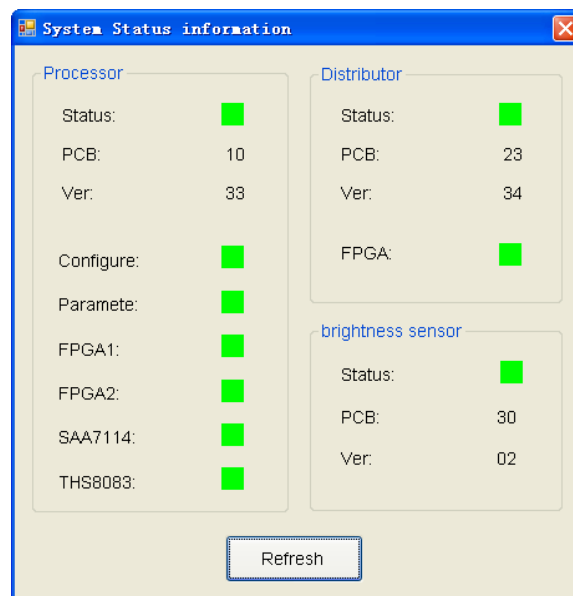 System Status information
Processor
Status:
PCB: 10
Ver: 33
Configure:
Paramete:
FPGA1:
FPGA2:
SAA7114:
THS8083:
Distributor
Status:
PCB: 23
Ver: 34
FPGA:
brightness sensor
Status:
PCB: 30
Ver: 02
Refresh